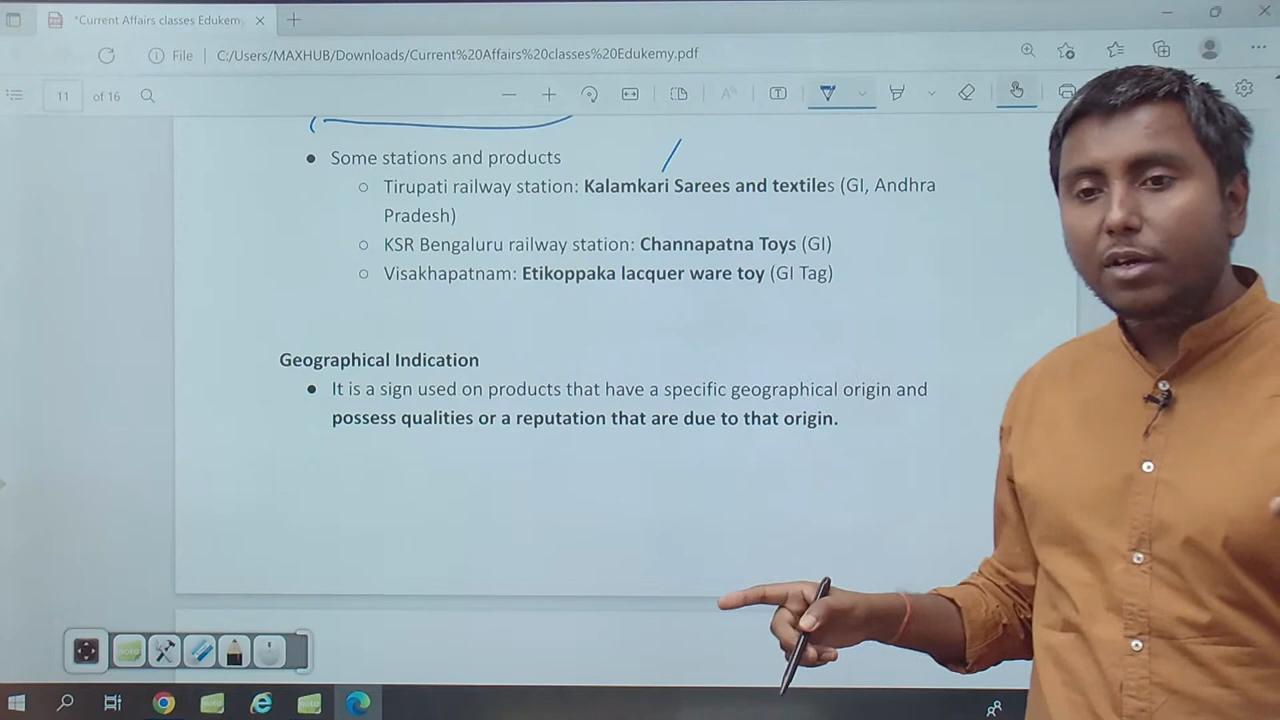 *Current Affairs classes Edukemy
File C:/Users/MAXHUB/Downloads/Current%20Affairs%20classes%20Edukemy.pdf
11 of 16
Some stations and products
Tirupati railway station: Kalamkari Sarees and textiles (GI, Andhra
Pradesh)
KSR Bengaluru railway station: Channapatna Toys (GI)
Visakhapatnam: Etikoppaka lacquer ware toy (GI Tag)
Geographical Indication
It is a sign used on products that have a specific geographical origin and
possess qualities or a reputation that are due to that origin.